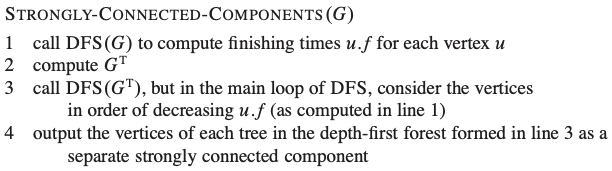 STRONGLY-CONNECTED-COMPONENTS(G)
1 call DFS(G) to compute finishing times u.f for each vertex u
2 compute Gᵀ
3 call DFS(Gᵀ), but in the main loop of DFS, consider the vertices
in order of decreasing u.f (as computed in line 1)
4 output the vertices of each tree in the depth-first forest formed in line 3 as a
separate strongly connected component